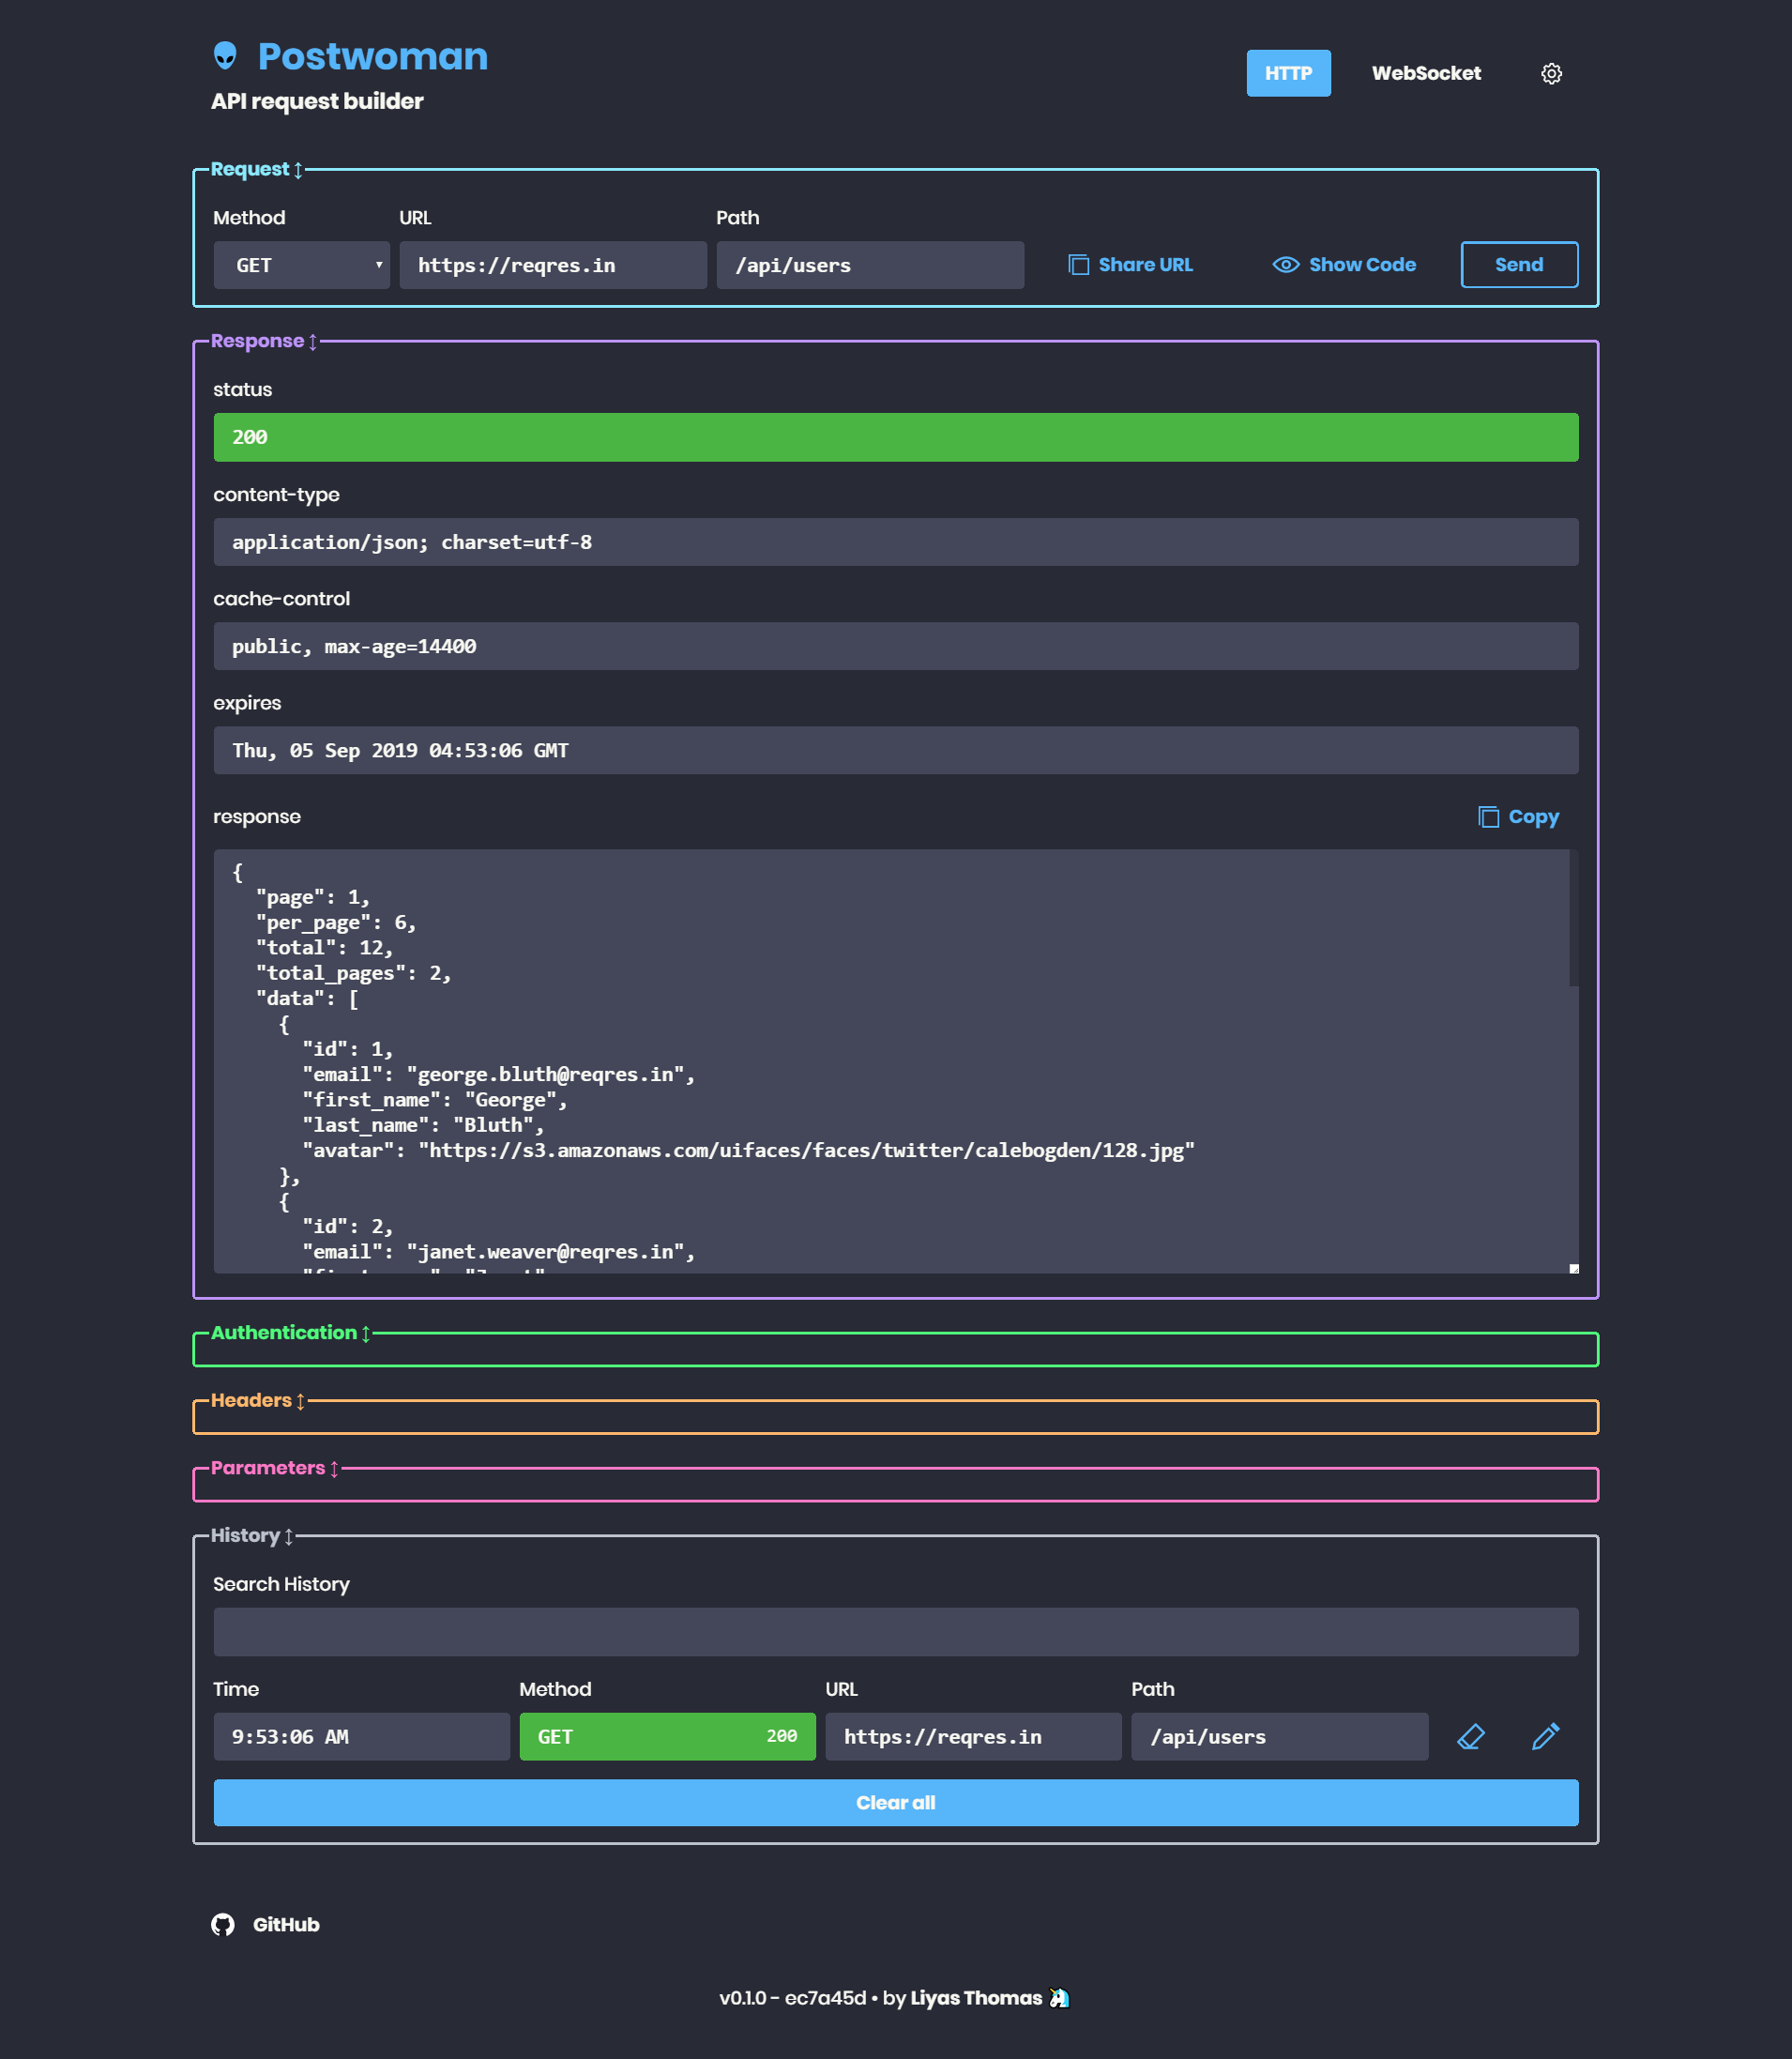 Postwoman
API request builder
HTTP
WebSocket
Request ↕
Method URL Path
GET https://reqres.in /api/users Share URL Show Code Send
Response ↕
status
200
content-type
application/json; charset=utf-8
cache-control
public, max-age=14400
expires
Thu, 05 Sep 2019 04:53:06 GMT
response Copy
{
"page": 1,
"per_page": 6,
"total": 12,
"total_pages": 2,
"data": [
{
"id": 1,
"email": "george.bluth@reqres.in",
"first_name": "George",
"last_name": "Bluth",
"avatar": "https://s3.amazonaws.com/uifaces/faces/twitter/calebogden/128.jpg"
},
{
"id": 2,
"email": "janet.weaver@reqres.in",
Authentication ↕
Headers ↕
Parameters ↕
History ↕
Search History
Time Method URL Path
9:53:06 AM GET 200 https://reqres.in /api/users
Clear all
GitHub
v0.1.0 - ec7a45d • by Liyas Thomas 🦄